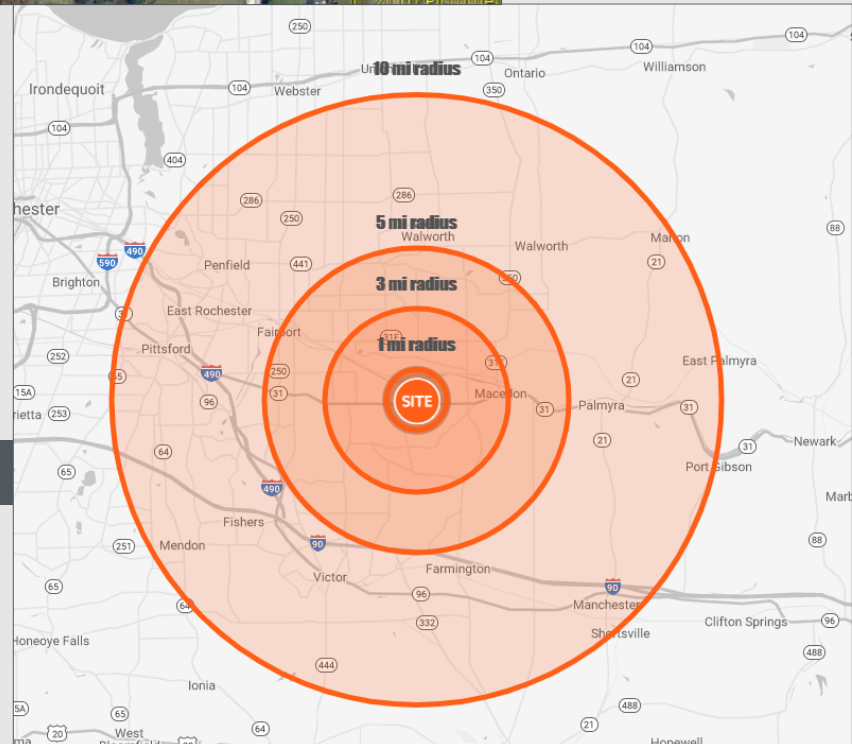 250
104
104
104
10 mi radius
Ontario
Williamson
Irondequoit
104
Webster
350
104
404
286
286
hester
250
5 mi radius
88
Walworth
Walworth
Marion
490
590
Penfield
441
21
Brighton
3 mi radius
East Rochester
Fairport
252
Pittsford
1 mi radius
East Palmyra
490
250
21
15A
96
31
SITE
Macedon
31
Palmyra
31
rietta
253
64
21
31
Newark
65
Port Gibson
490
Fishers
251
Mendon
90
88
Victor
Farmington
65
96
90
64
Manchester
332
Clifton Springs
96
Honeoye Falls
Shortsville
488
444
Ionia
5A
65
488
20
West
64
21
Bloomfield
Hopewell